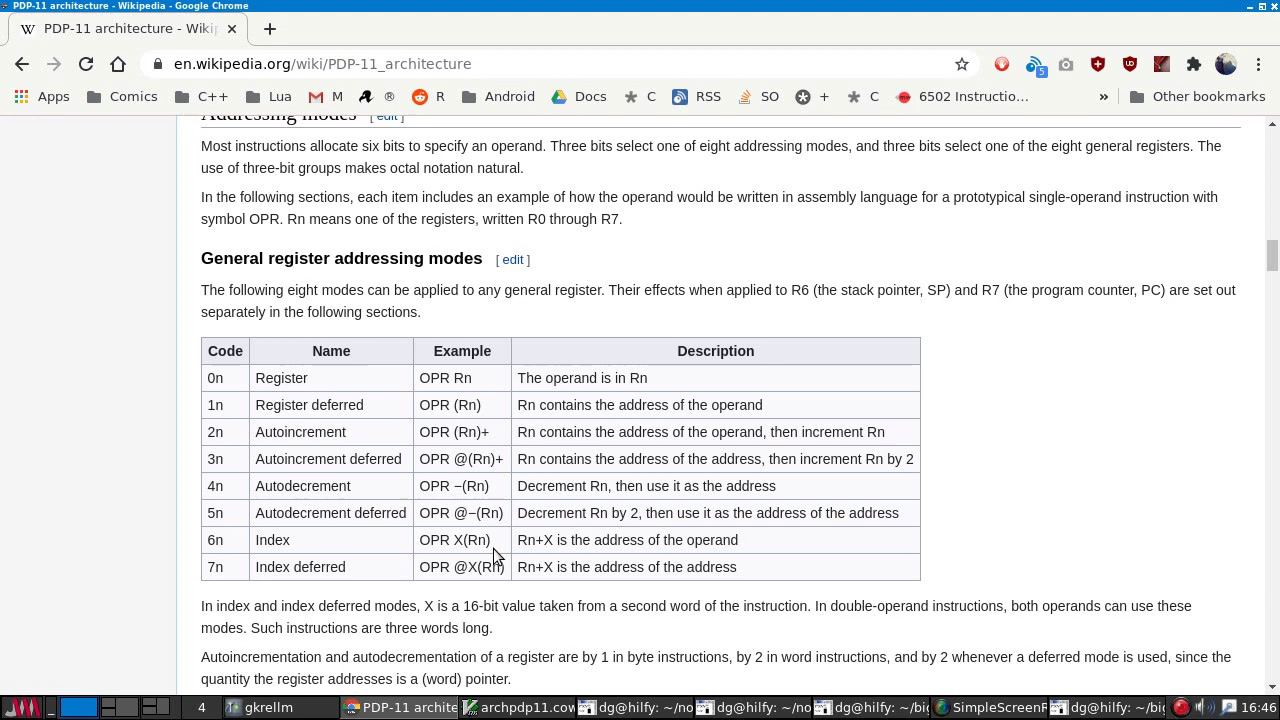 PDP-11 architecture - Wikipedia - Google Chrome
PDP-11 architecture - Wiki
en.wikipedia.org/wiki/PDP-11_architecture
5
Apps Comics C++ Lua M ® R Android Docs C RSS SO + C 6502 Instructio... » Other bookmarks
Addressing modes [ edit ]
Most instructions allocate six bits to specify an operand. Three bits select one of eight addressing modes, and three bits select one of the eight general registers. The
use of three-bit groups makes octal notation natural.
In the following sections, each item includes an example of how the operand would be written in assembly language for a prototypical single-operand instruction with
symbol OPR. Rn means one of the registers, written R0 through R7.
General register addressing modes [ edit ]
The following eight modes can be applied to any general register. Their effects when applied to R6 (the stack pointer, SP) and R7 (the program counter, PC) are set out
separately in the following sections.
Code Name Example Description
0n Register OPR Rn The operand is in Rn
1n Register deferred OPR (Rn) Rn contains the address of the operand
2n Autoincrement OPR (Rn)+ Rn contains the address of the operand, then increment Rn
3n Autoincrement deferred OPR @(Rn)+ Rn contains the address of the address, then increment Rn by 2
4n Autodecrement OPR −(Rn) Decrement Rn, then use it as the address
5n Autodecrement deferred OPR @−(Rn) Decrement Rn by 2, then use it as the address of the address
6n Index OPR X(Rn) Rn+X is the address of the operand
7n Index deferred OPR @X(Rn) Rn+X is the address of the address
In index and index deferred modes, X is a 16-bit value taken from a second word of the instruction. In double-operand instructions, both operands can use these
modes. Such instructions are three words long.
Autoincrementation and autodecrementation of a register are by 1 in byte instructions, by 2 in word instructions, and by 2 whenever a deferred mode is used, since the
quantity the register addresses is a (word) pointer.
4 gkrellm PDP-11 archite archpdp11.cow dg@hilfy: ~/no dg@hilfy: ~/no dg@hilfy: ~/big SimpleScreenR dg@hilfy: ~/big 16:46